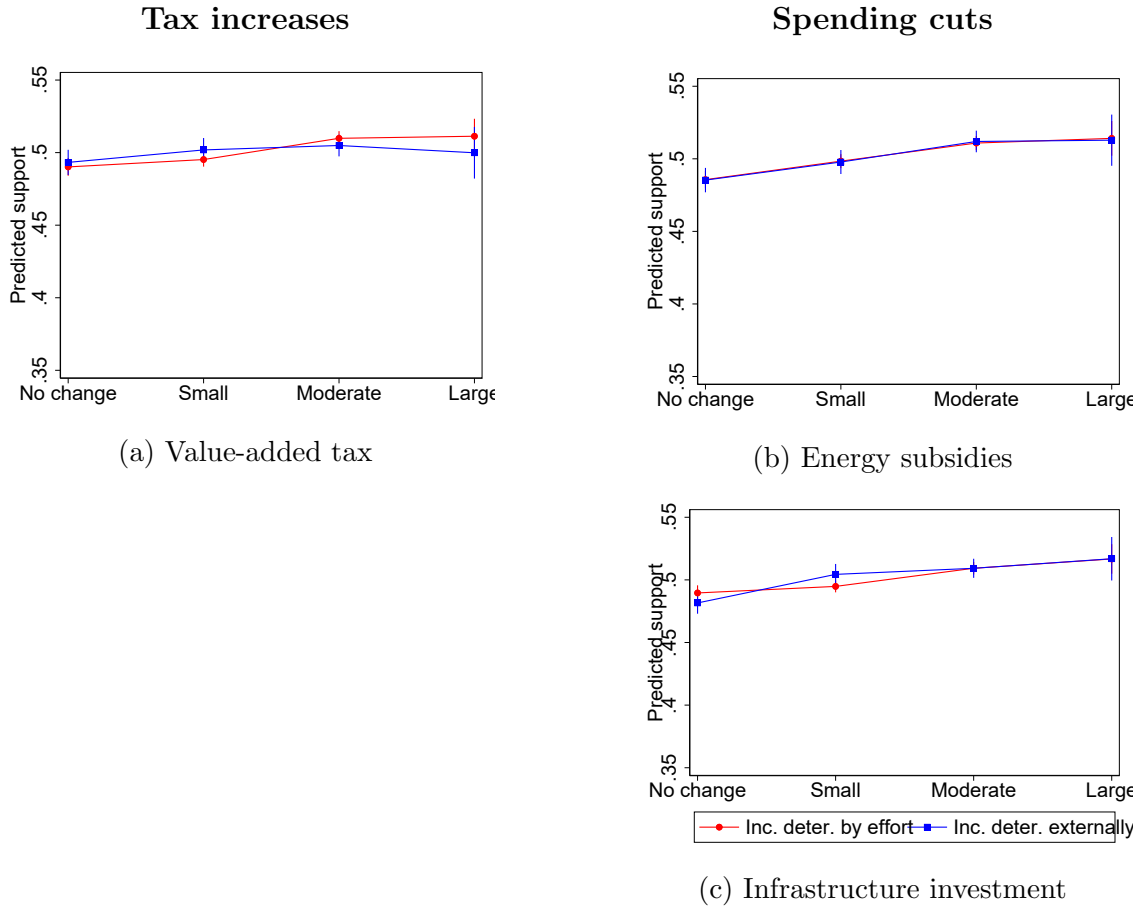 Tax increases
Spending cuts
Predicted support
.55
.5
.45
.4
.35
No change Small Moderate Large
(a) Value-added tax
Predicted support
.55
.5
.45
.4
.35
No change Small Moderate Large
(b) Energy subsidies
Predicted support
.55
.5
.45
.4
.35
No change Small Moderate Large
Inc. deter. by effort Inc. deter. externally
(c) Infrastructure investment